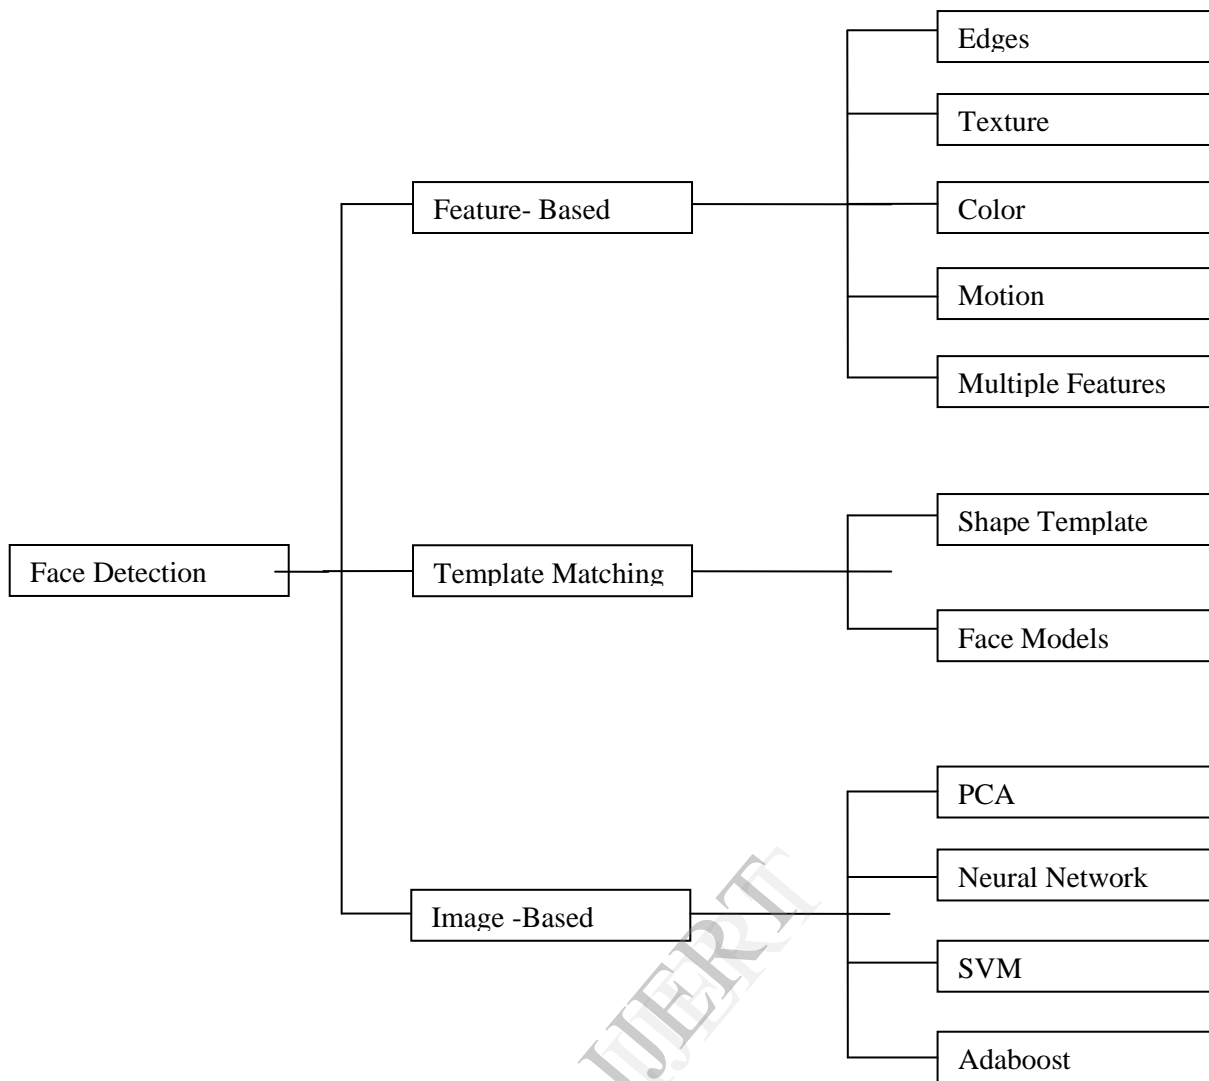 Edges
Texture
Feature- Based
Color
Motion
Multiple Features
Shape Template
Face Detection
Template Matching
Face Models
PCA
Neural Network
Image -Based
SVM
Adaboost
IJERT